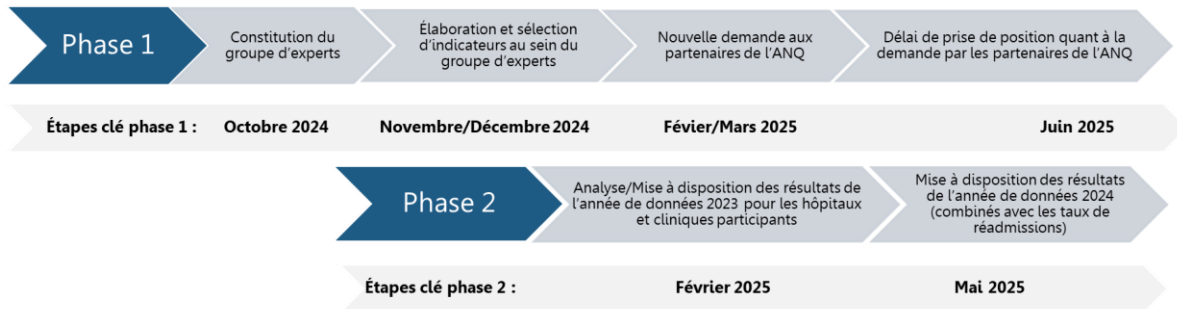 Phase 1
Constitution du
groupe d'experts
Élaboration et sélection
d'indicateurs au sein du
groupe d'experts
Nouvelle demande aux
partenaires de l'ANQ
Délai de prise de position quant à la
demande par les partenaires de l'ANQ
Étapes clé phase 1 :
Octobre 2024
Novembre/Décembre 2024
Févier/Mars 2025
Juin 2025
Phase 2
Analyse/Mise à disposition des résultats de
l'année de données 2023 pour les hôpitaux
et cliniques participants
Mise à disposition des résultats
de l'année de données 2024
(combinés avec les taux de
réadmissions)
Étapes clé phase 2 :
Février 2025
Mai 2025